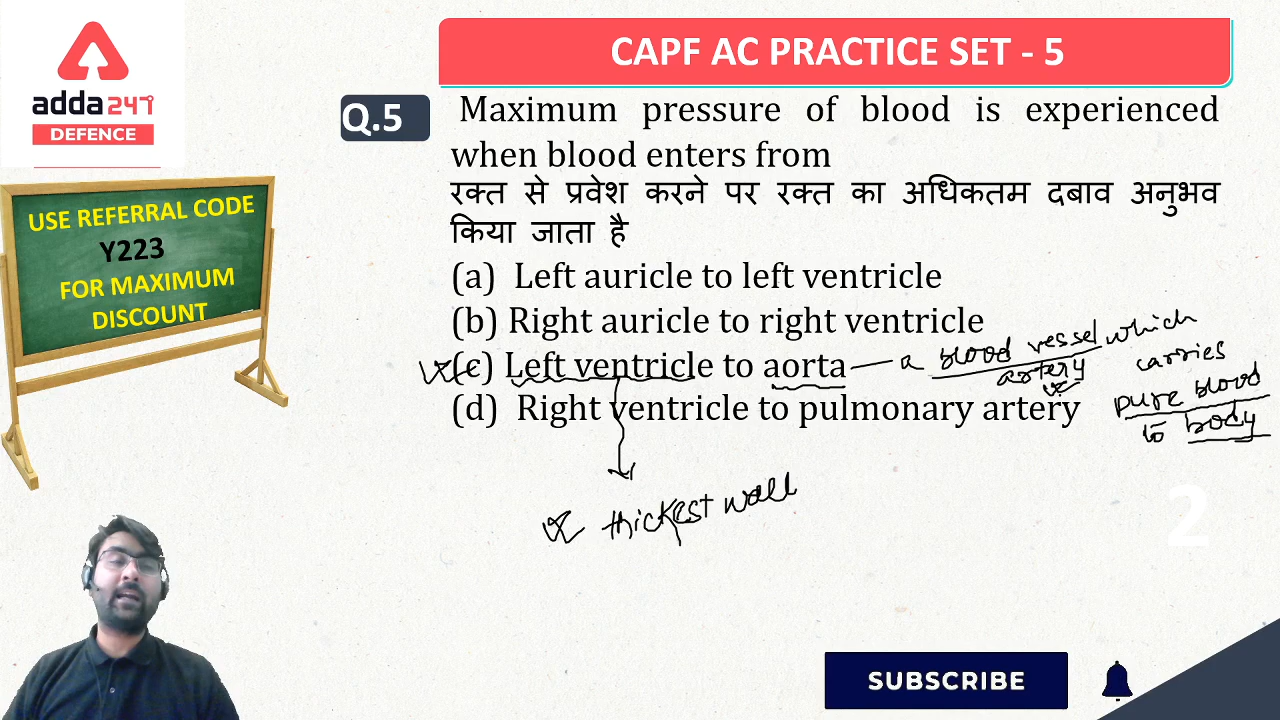 adda247
DEFENCE
CAPF AC PRACTICE SET - 5
USE REFERRAL CODE
Y223
FOR MAXIMUM
DISCOUNT
Q.5 Maximum pressure of blood is experienced
when blood enters from
रक्त से प्रवेश करने पर रक्त का अधिकतम दबाव अनुभव
किया जाता है
(a) Left auricle to left ventricle
(b) Right auricle to right ventricle
(c) Left ventricle to aorta
a blood vessel which
artery
carries
pure blood
to body
(d) Right ventricle to pulmonary artery
thickest wall
2
SUBSCRIBE